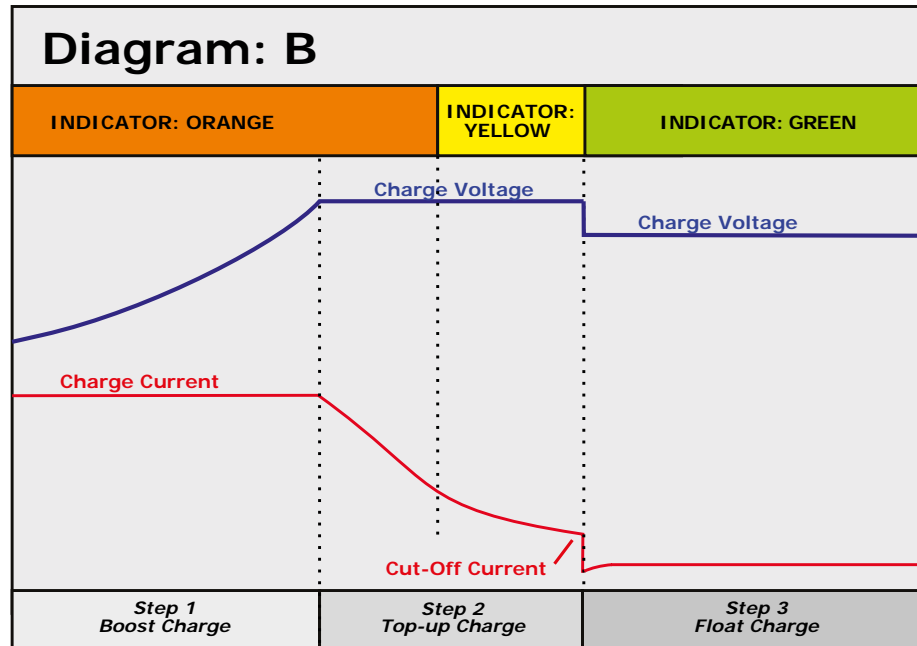 Diagram: B
INDICATOR: ORANGE
INDICATOR:
YELLOW
INDICATOR: GREEN
Charge Voltage
Charge Voltage
Charge Current
Cut-Off Current
Step 1
Boost Charge
Step 2
Top-up Charge
Step 3
Float Charge